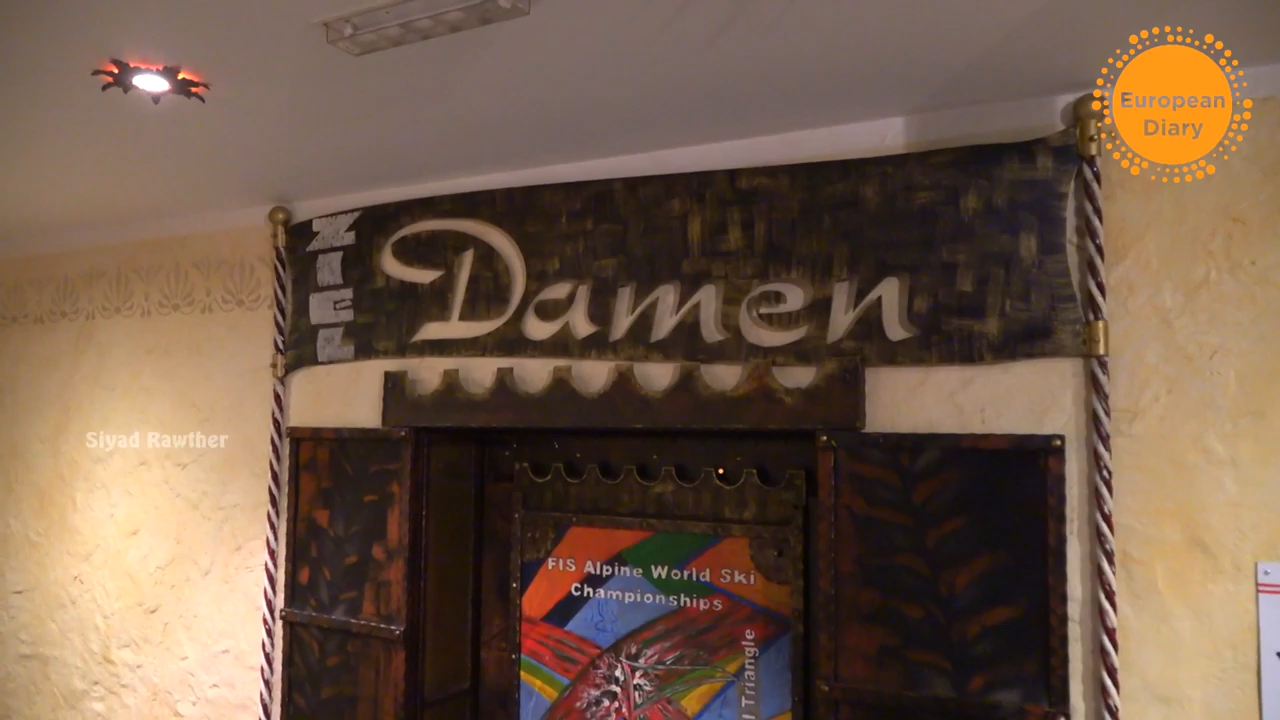 European
Diary
ZIEL
Damen
Siyad Rawther
FIS Alpine World Ski
Championships
l Triangle